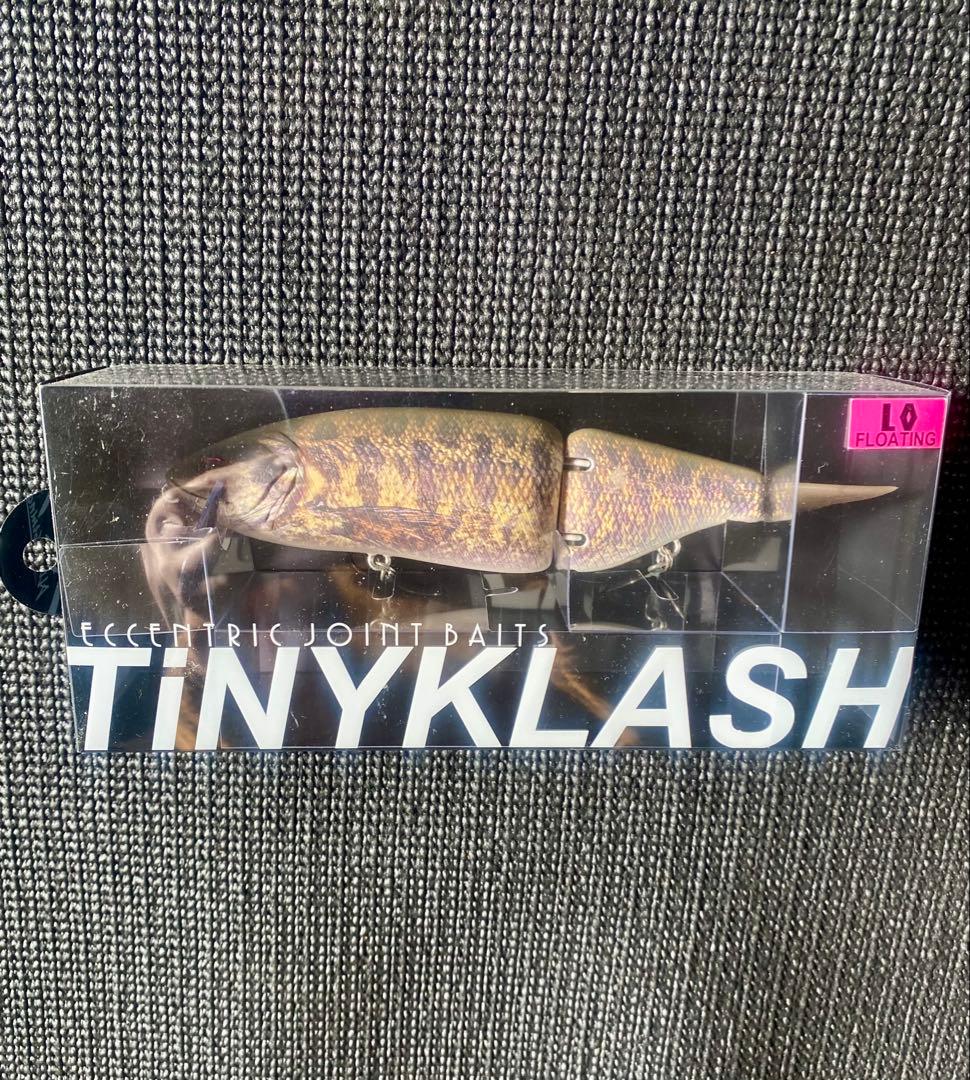 LO
FLOATING
ECCENTRIC JOINT BAITS
TiNYKLASH